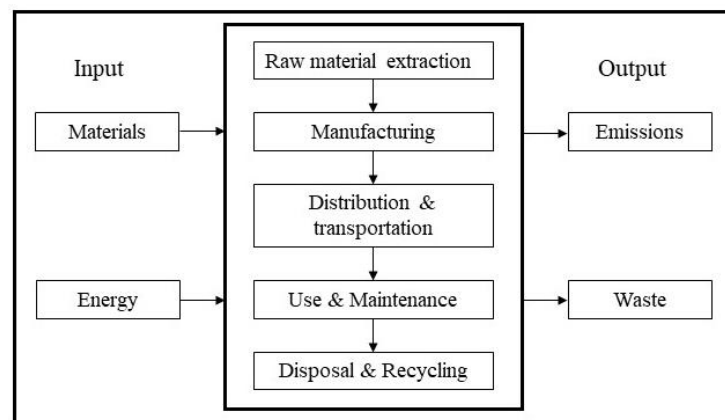 Input
Materials
Energy
Raw material extraction
Manufacturing
Distribution &
transportation
Use & Maintenance
Disposal & Recycling
Output
Emissions
Waste